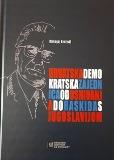 HRVATSKADEMO
KRATSKAZAJED
NICAODOSNIVANJ
ADORASKIDAS
JUGOSLAVIJOM